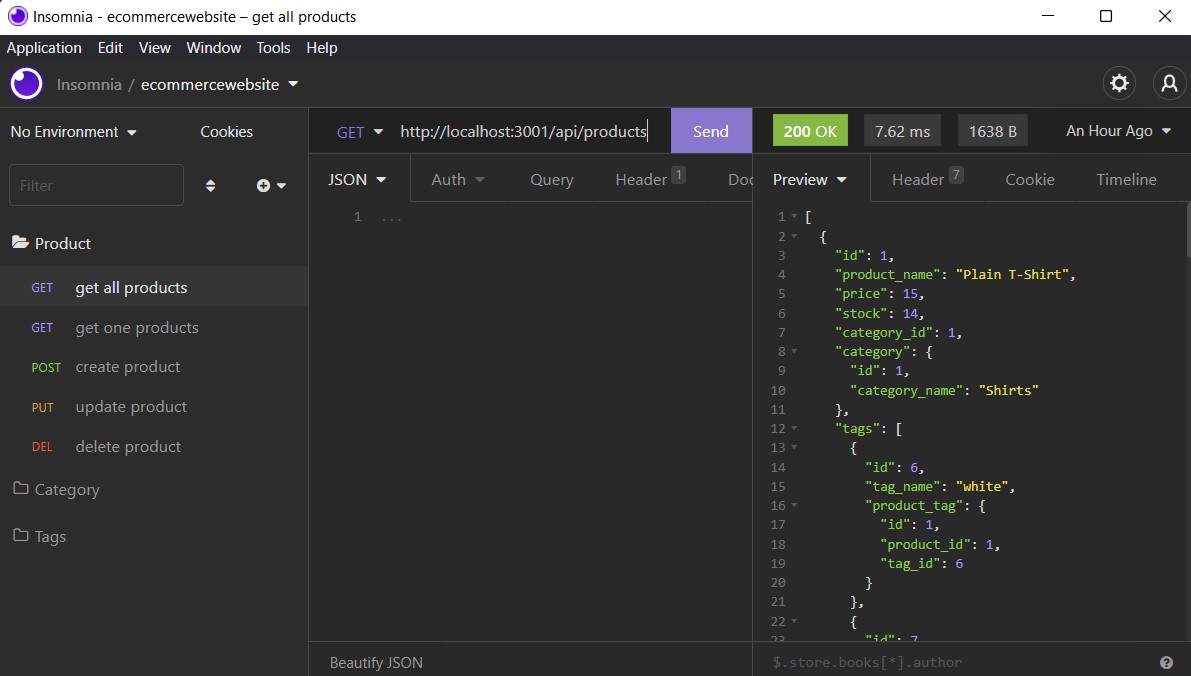 Insomnia - ecommercewebsite – get all products
Application Edit View Window Tools Help
Insomnia / ecommercewebsite
No Environment Cookies
Filter
Product
GET get all products
GET get one products
POST create product
PUT update product
DEL delete product
Category
Tags
GET http://localhost:3001/api/products Send
JSON Auth Query Header 1 Doc
1 ...
Beautify JSON
200 OK 7.62 ms 1638 B An Hour Ago
Preview Header 7 Cookie Timeline
1 [
2 {
3 "id": 1,
4 "product_name": "Plain T-Shirt",
5 "price": 15,
6 "stock": 14,
7 "category_id": 1,
8 "category": {
9 "id": 1,
10 "category_name": "Shirts"
11 },
12 "tags": [
13 {
14 "id": 6,
15 "tag_name": "white",
16 "product_tag": {
17 "id": 1,
18 "product_id": 1,
19 "tag_id": 6
20 }
21 },
22 {
23 "id": 7
$.store.books[*].author